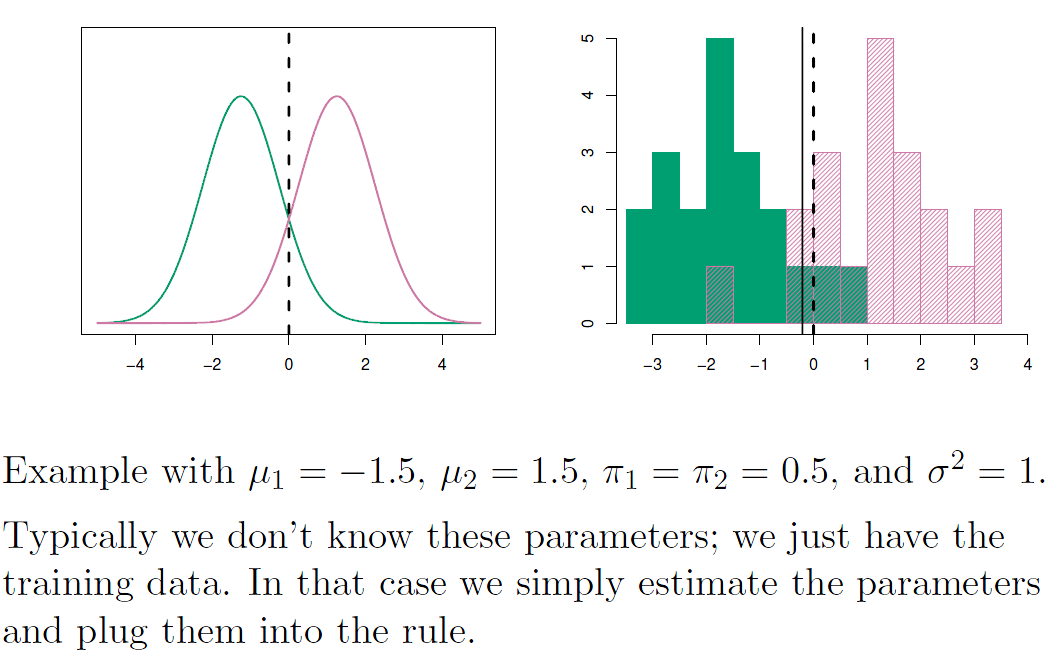 −4 −2 0 2 4
0 1 2 3 4 5
−3 −2 −1 0 1 2 3 4
Example with μ₁ = −1.5, μ₂ = 1.5, π₁ = π₂ = 0.5, and σ² = 1.
Typically we don't know these parameters; we just have the
training data. In that case we simply estimate the parameters
and plug them into the rule.